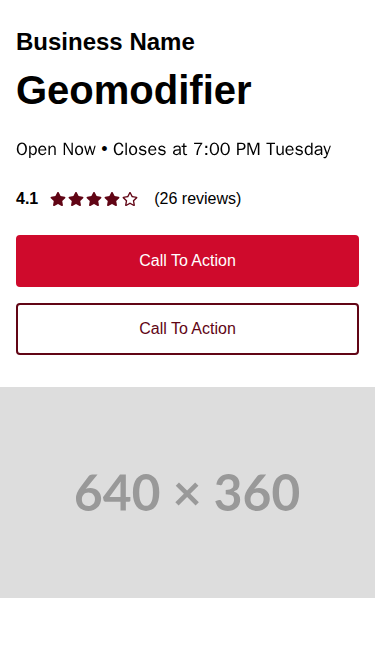 Business Name
Geomodifier
Open Now • Closes at 7:00 PM Tuesday
4.1 (26 reviews)
Call To Action
Call To Action
640 × 360